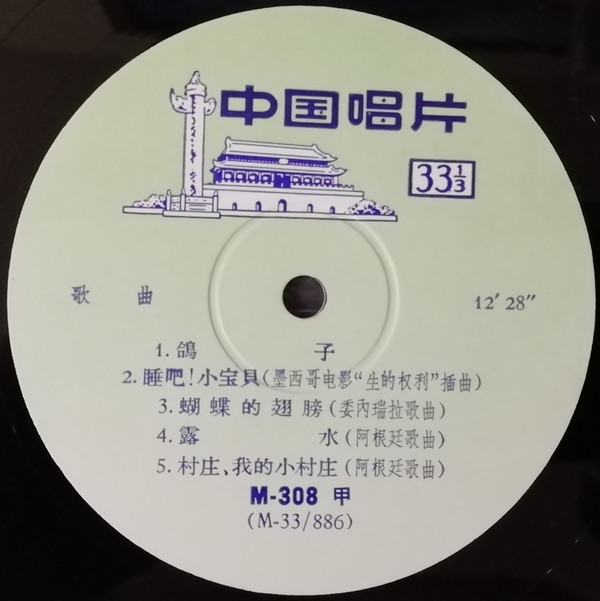 中国唱片
33⅓
歌 曲
12′ 28″
1. 鸽 子
2. 睡吧！小宝贝（墨西哥电影“生的权利”插曲）
3. 蝴蝶的翅膀（委内瑞拉歌曲）
4. 露 水（阿根廷歌曲）
5. 村庄、我的小村庄（阿根廷歌曲）
M-308 甲
(M-33/886)